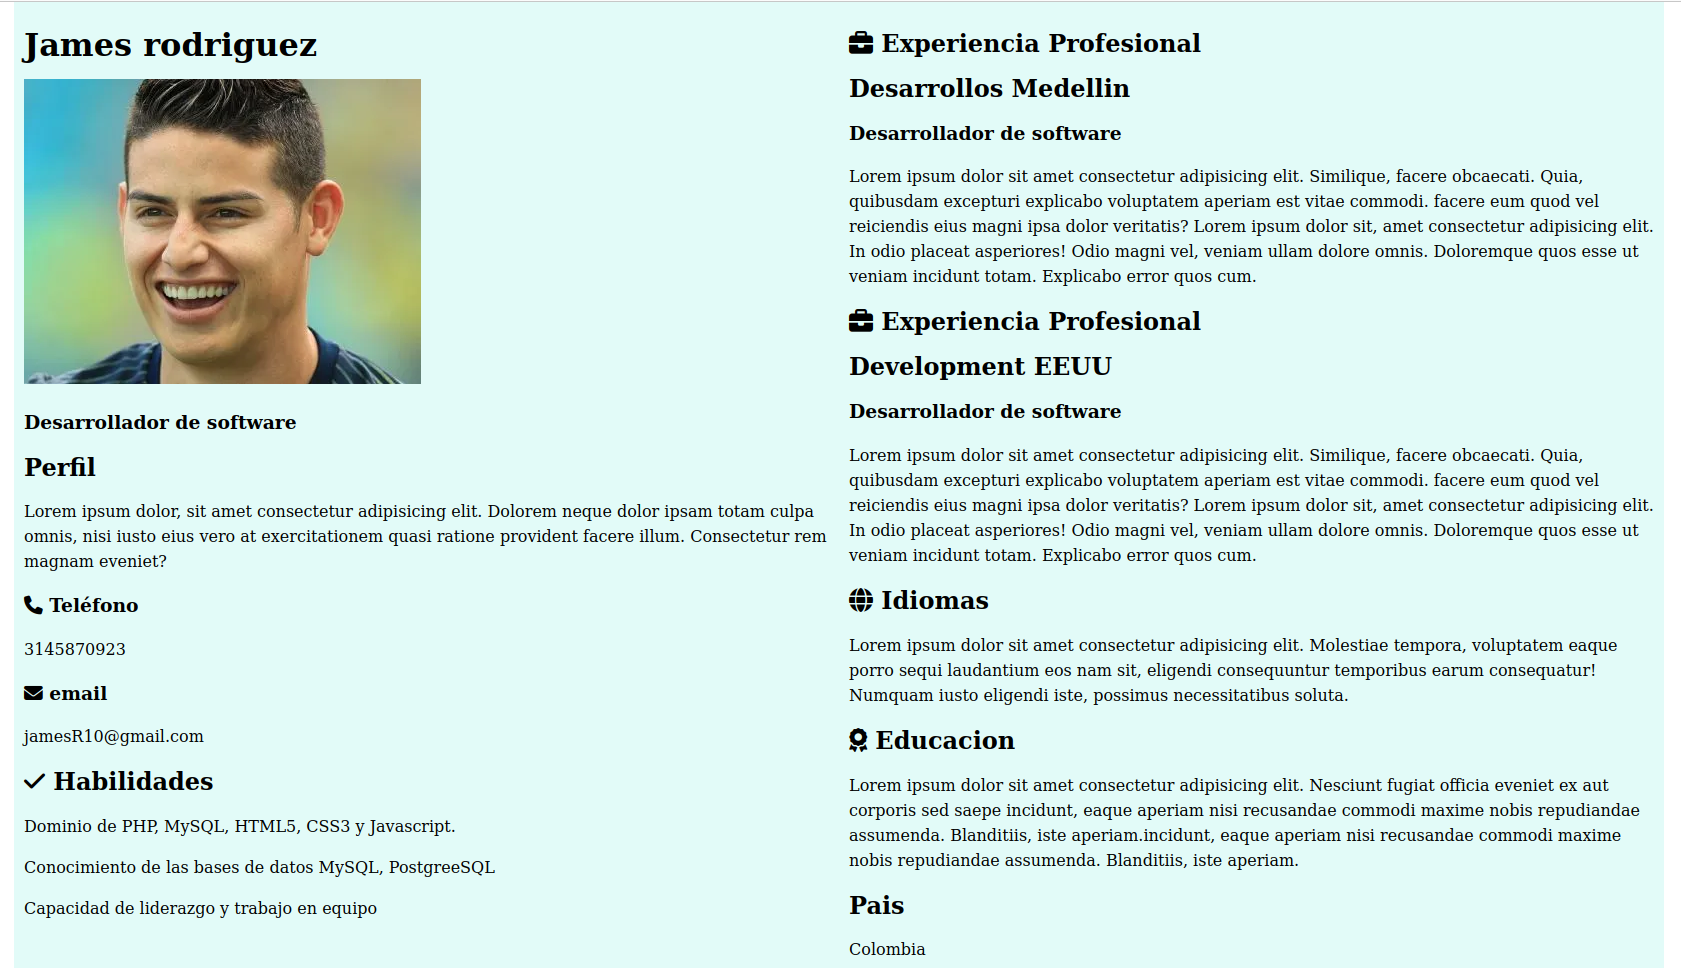 James rodriguez
Desarrollador de software
Perfil
Lorem ipsum dolor, sit amet consectetur adipisicing elit. Dolorem neque dolor ipsam totam culpa
omnis, nisi iusto eius vero at exercitationem quasi ratione provident facere illum. Consectetur rem
magnam eveniet?
Teléfono
3145870923
email
jamesR10@gmail.com
Habilidades
Dominio de PHP, MySQL, HTML5, CSS3 y Javascript.
Conocimiento de las bases de datos MySQL, PostgreeSQL
Capacidad de liderazgo y trabajo en equipo
Experiencia Profesional
Desarrollos Medellin
Desarrollador de software
Lorem ipsum dolor sit amet consectetur adipisicing elit. Similique, facere obcaecati. Quia,
quibusdam excepturi explicabo voluptatem aperiam est vitae commodi. facere eum quod vel
reiciendis eius magni ipsa dolor veritatis? Lorem ipsum dolor sit, amet consectetur adipisicing elit.
In odio placeat asperiores! Odio magni vel, veniam ullam dolore omnis. Doloremque quos esse ut
veniam incidunt totam. Explicabo error quos cum.
Experiencia Profesional
Development EEUU
Desarrollador de software
Lorem ipsum dolor sit amet consectetur adipisicing elit. Similique, facere obcaecati. Quia,
quibusdam excepturi explicabo voluptatem aperiam est vitae commodi. facere eum quod vel
reiciendis eius magni ipsa dolor veritatis? Lorem ipsum dolor sit, amet consectetur adipisicing elit.
In odio placeat asperiores! Odio magni vel, veniam ullam dolore omnis. Doloremque quos esse ut
veniam incidunt totam. Explicabo error quos cum.
Idiomas
Lorem ipsum dolor sit amet consectetur adipisicing elit. Molestiae tempora, voluptatem eaque
porro sequi laudantium eos nam sit, eligendi consequuntur temporibus earum consequatur!
Numquam iusto eligendi iste, possimus necessitatibus soluta.
Educacion
Lorem ipsum dolor sit amet consectetur adipisicing elit. Nesciunt fugiat officia eveniet ex aut
corporis sed saepe incidunt, eaque aperiam nisi recusandae commodi maxime nobis repudiandae
assumenda. Blanditiis, iste aperiam.incidunt, eaque aperiam nisi recusandae commodi maxime
nobis repudiandae assumenda. Blanditiis, iste aperiam.
Pais
Colombia